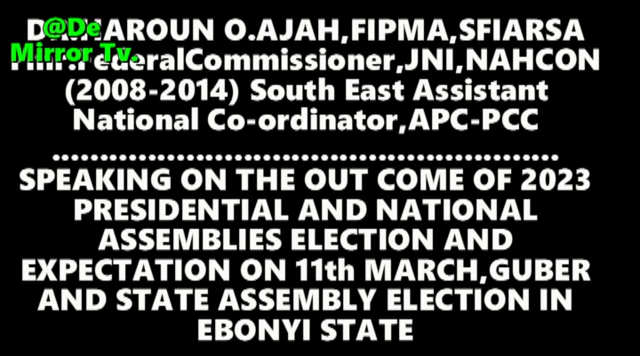 @De
Mirror Tv.
HAROUN O.AJAH,FIPMA,SFIARSA
Commissioner,JNI,NAHCON
(2008-2014) South East Assistant
National Co-ordinator,APC-PCC
SPEAKING ON THE OUT COME OF 2023
PRESIDENTIAL AND NATIONAL
ASSEMBLIES ELECTION AND
EXPECTATION ON 11th MARCH,GUBER
AND STATE ASSEMBLY ELECTION IN
EBONYI STATE